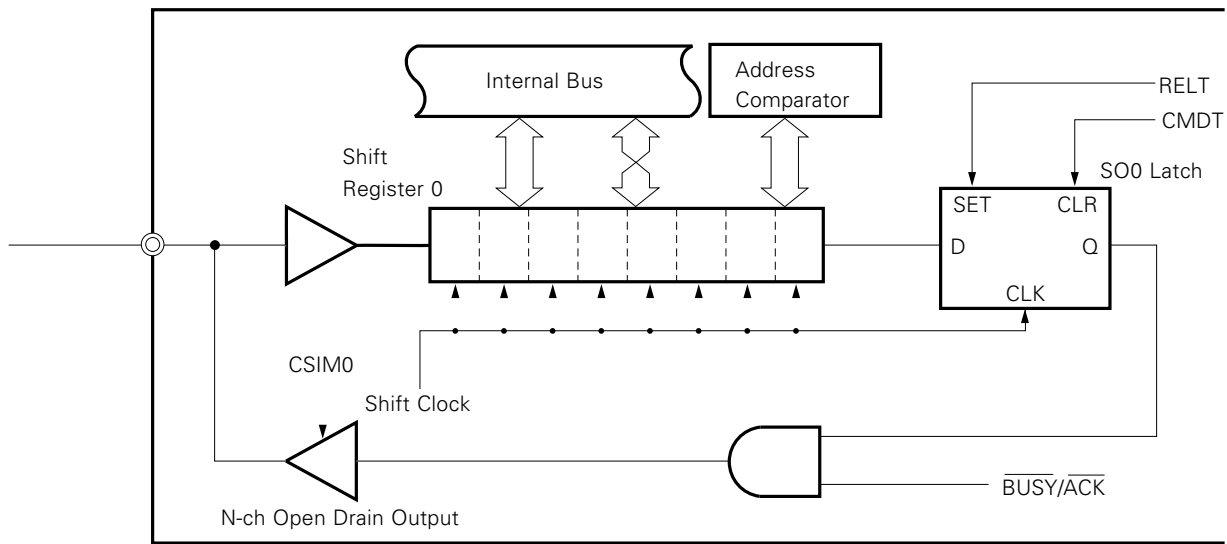 Internal Bus
Address
Comparator
RELT
CMDT
Shift
Register 0
SO0 Latch
SET
CLR
D
Q
CLK
CSIM0
Shift Clock
BUSY/ACK
N-ch Open Drain Output